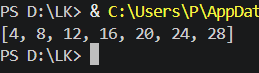 PS D:\LK> & C:\Users\P\AppDat
[4, 8, 12, 16, 20, 24, 28]
PS D:\LK>